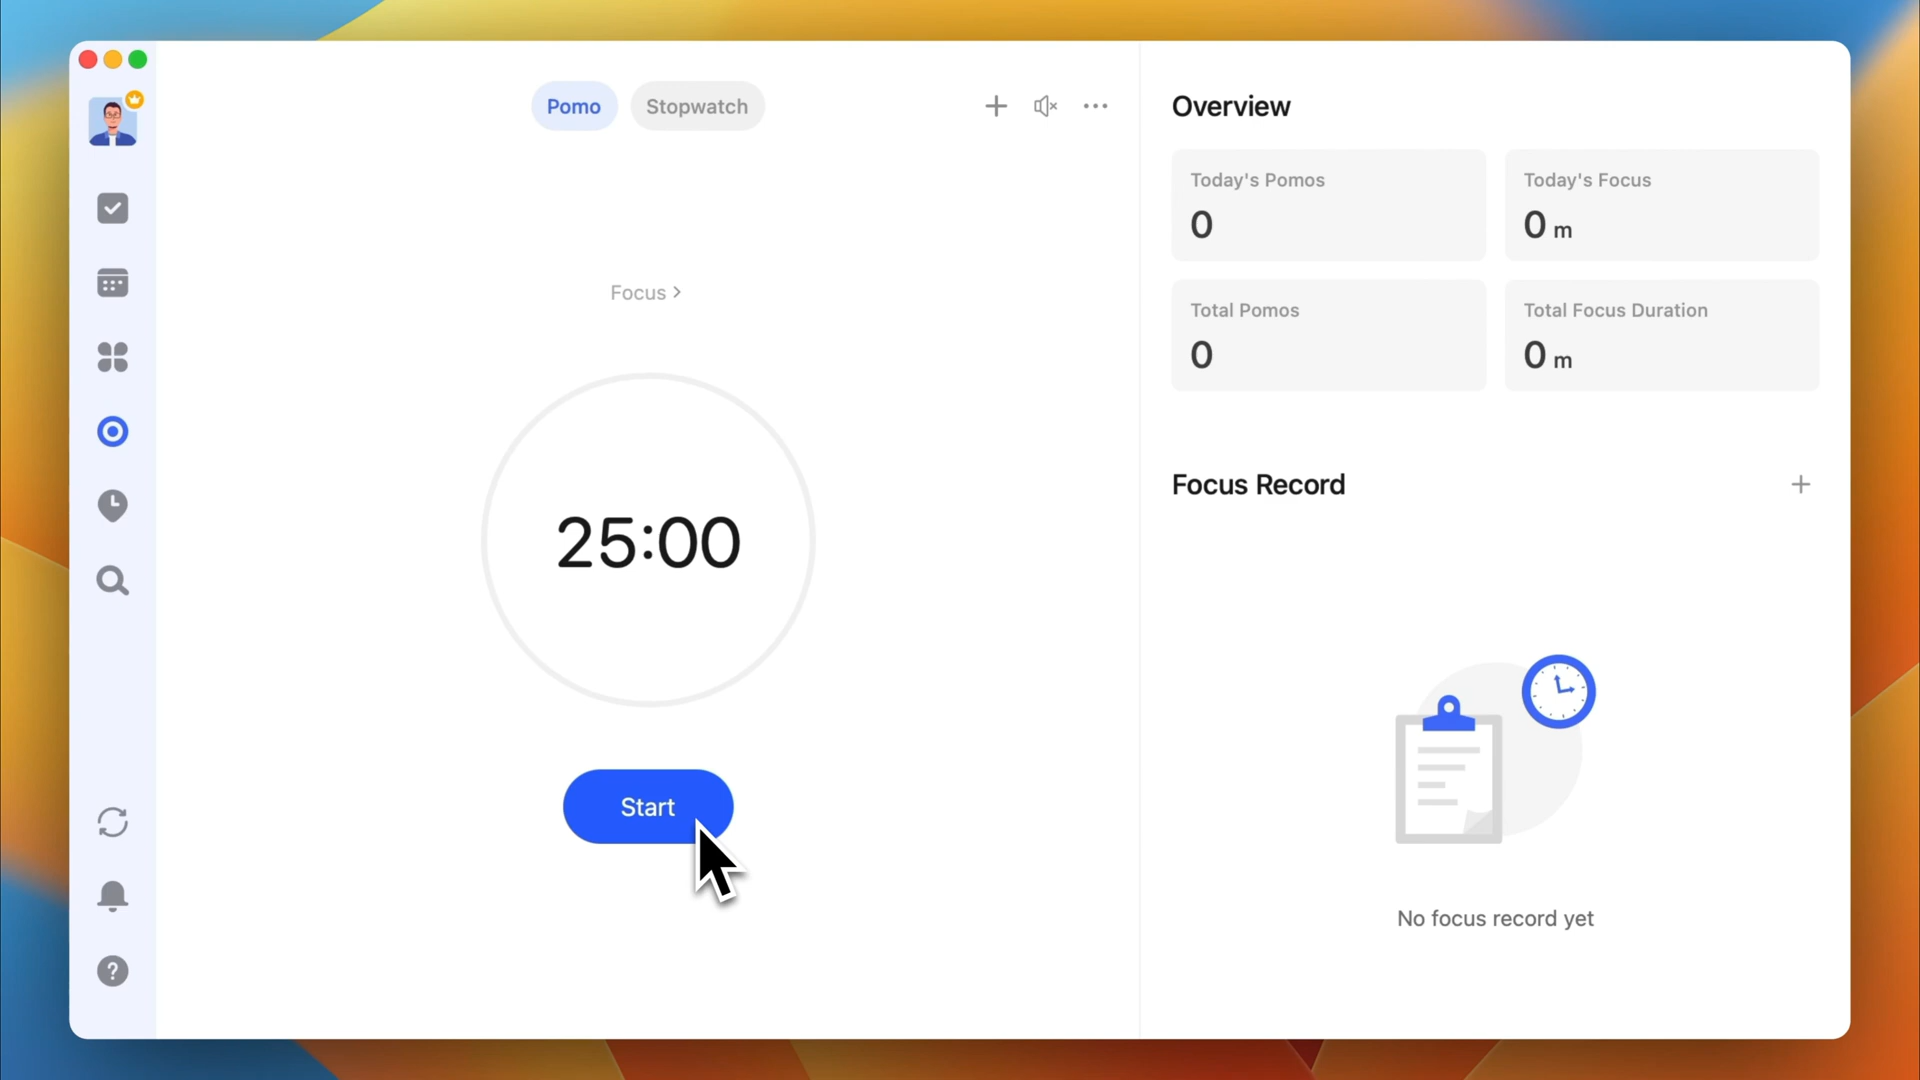 Pomo
Stopwatch
Focus
25:00
Start
Overview
Today's Pomos
0
Today's Focus
0 m
Total Pomos
0
Total Focus Duration
0 m
Focus Record
No focus record yet